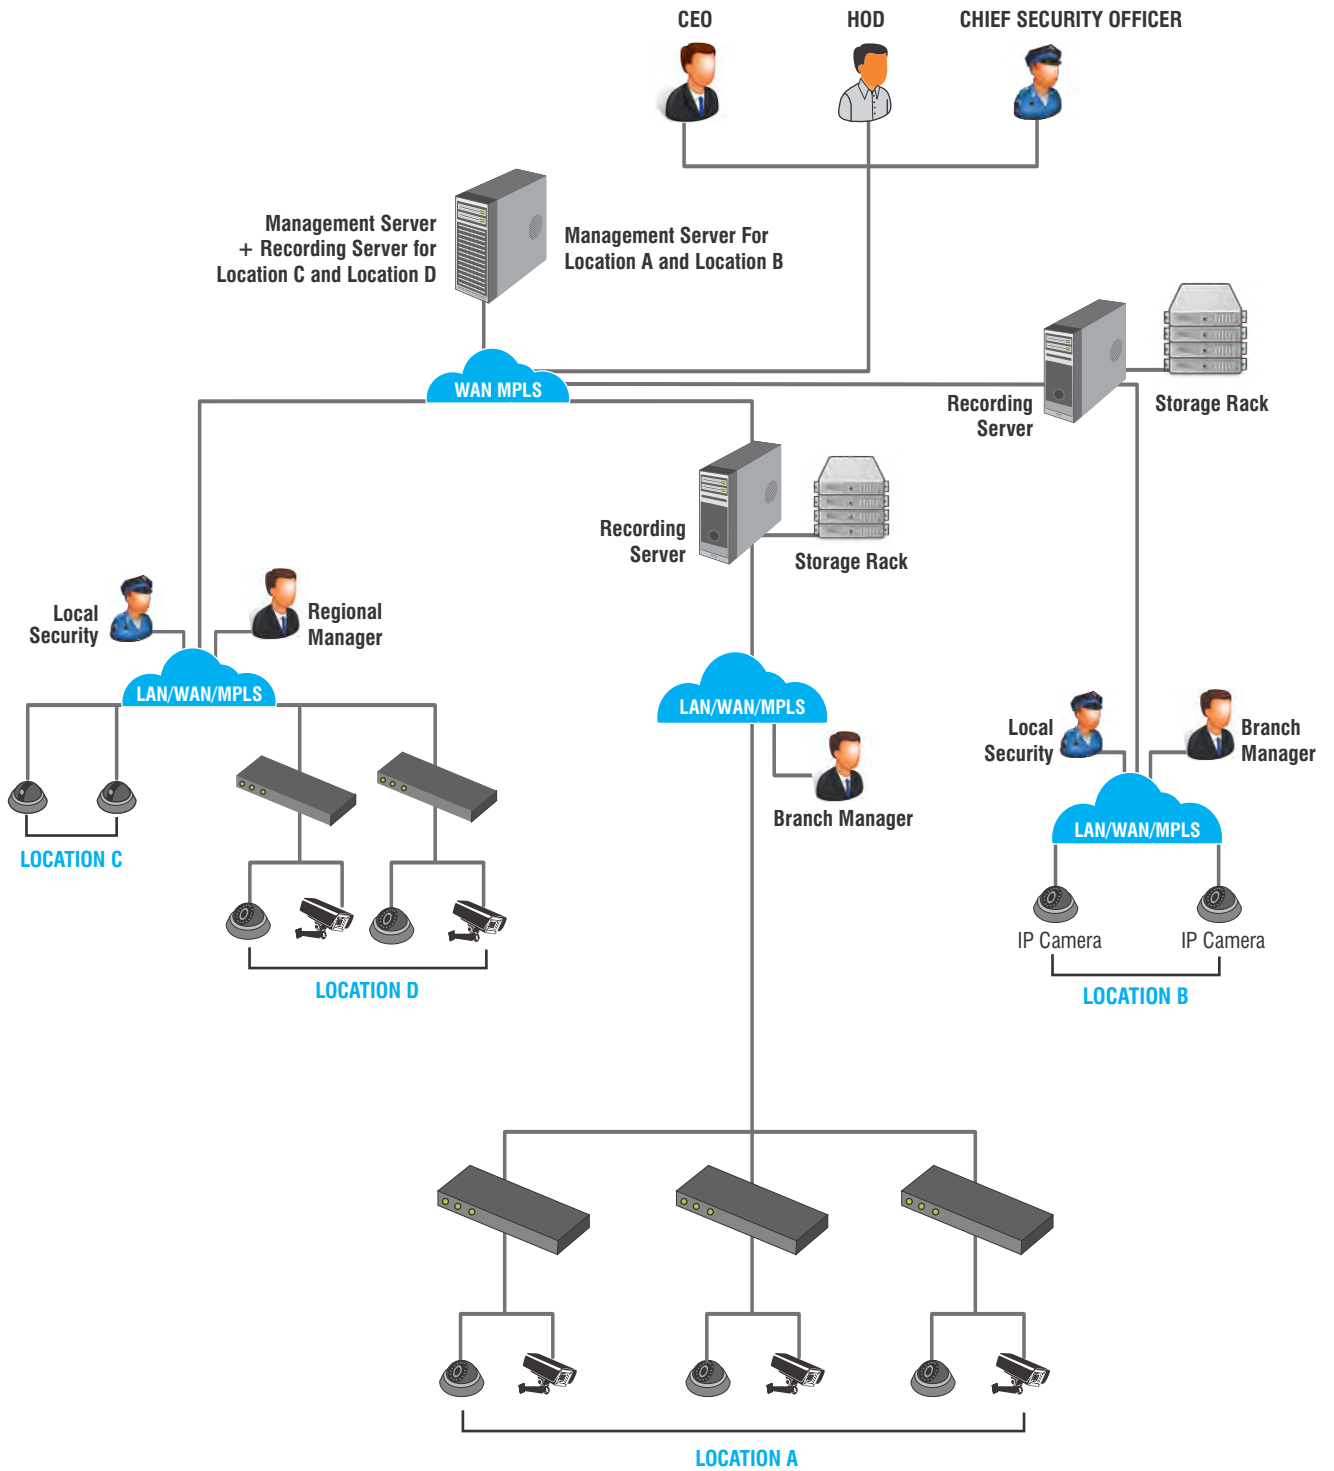 CEO
HOD
CHIEF SECURITY OFFICER
Management Server
+ Recording Server for
Location C and Location D
Management Server For
Location A and Location B
WAN MPLS
Recording
Server
Storage Rack
Recording
Server
Storage Rack
Local
Security
Regional
Manager
LAN/WAN/MPLS
LAN/WAN/MPLS
Branch Manager
Local
Security
Branch
Manager
LAN/WAN/MPLS
LOCATION C
IP Camera
IP Camera
LOCATION D
LOCATION B
LOCATION A